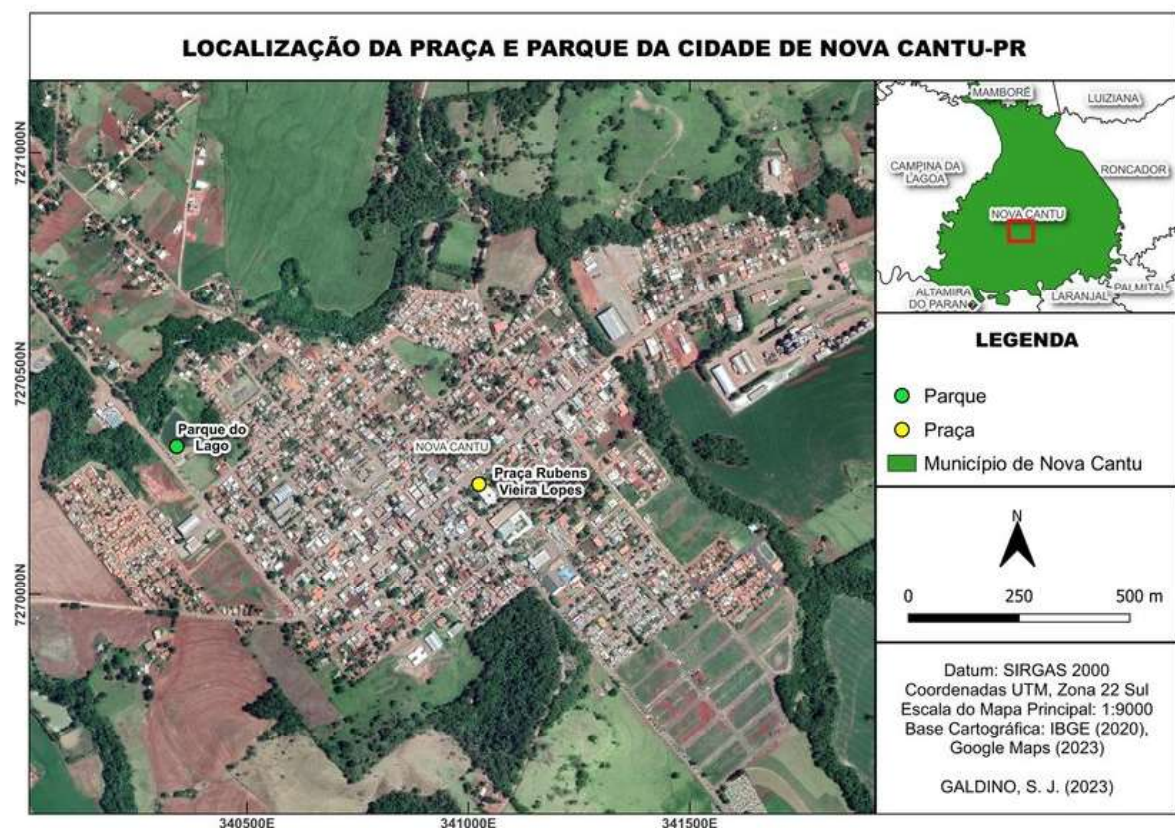 LOCALIZAÇÃO DA PRAÇA E PARQUE DA CIDADE DE NOVA CANTU-PR
7271000N
7270500N
7270000N
340500E
341000E
341500E
Parque do
Lago
NOVA CANTU
Praça Rubens
Vieira Lopes
MAMBORÉ
LUIZIANA
CAMPINA DA
LAGOA
RONCADOR
NOVA CANTU
ALTAMIRA
DO PARAN�
LARANJAL
PALMITAL
LEGENDA
Parque
Praça
Município de Nova Cantu
N
0 250 500 m
Datum: SIRGAS 2000
Coordenadas UTM, Zona 22 Sul
Escala do Mapa Principal: 1:9000
Base Cartográfica: IBGE (2020),
Google Maps (2023)
GALDINO, S. J. (2023)